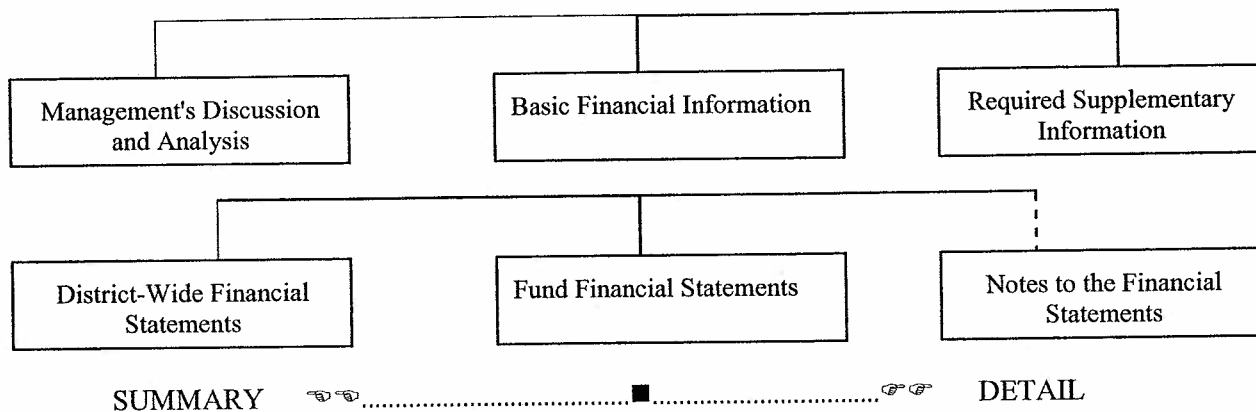 Management's Discussion
and Analysis
Basic Financial Information
Required Supplementary
Information
District-Wide Financial
Statements
Fund Financial Statements
Notes to the Financial
Statements
SUMMARY DETAIL